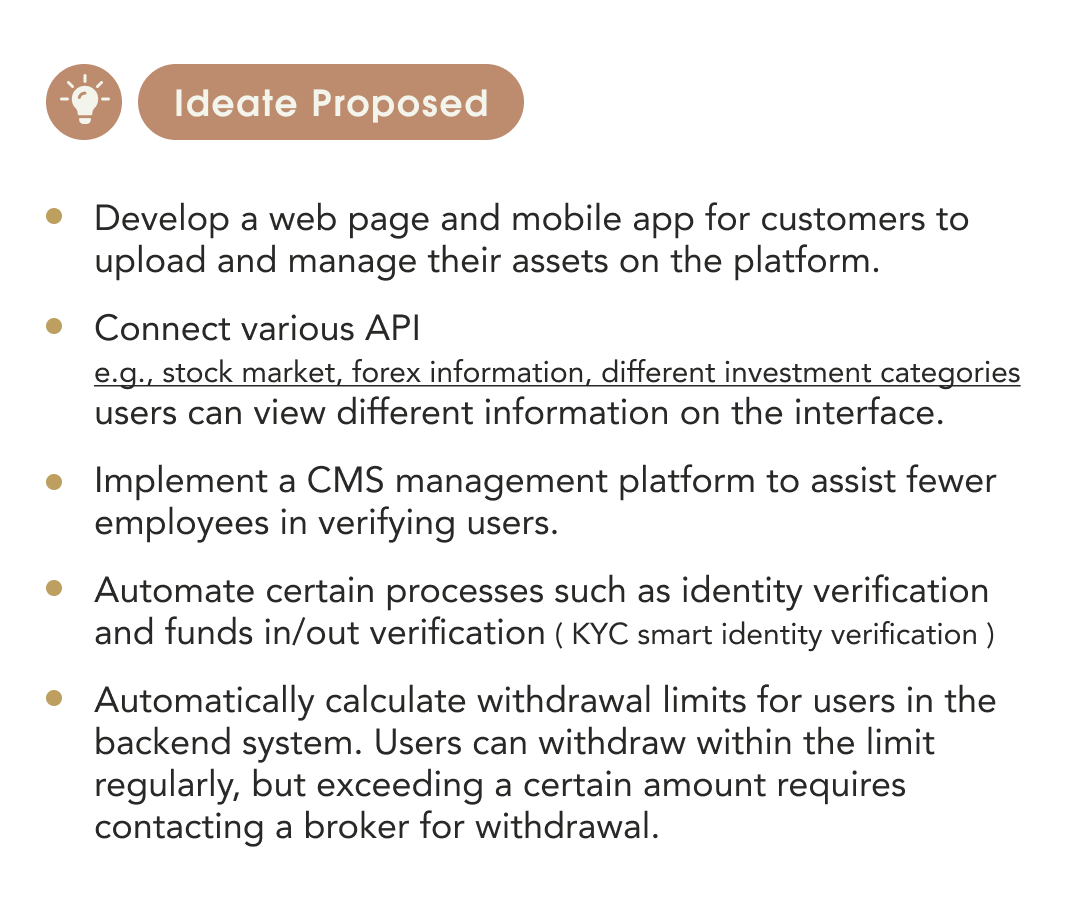 Ideate Proposed
Develop a web page and mobile app for customers to
upload and manage their assets on the platform.
Connect various API
e.g., stock market, forex information, different investment categories
users can view different information on the interface.
Implement a CMS management platform to assist fewer
employees in verifying users.
Automate certain processes such as identity verification
and funds in/out verification ( KYC smart identity verification )
Automatically calculate withdrawal limits for users in the
backend system. Users can withdraw within the limit
regularly, but exceeding a certain amount requires
contacting a broker for withdrawal.